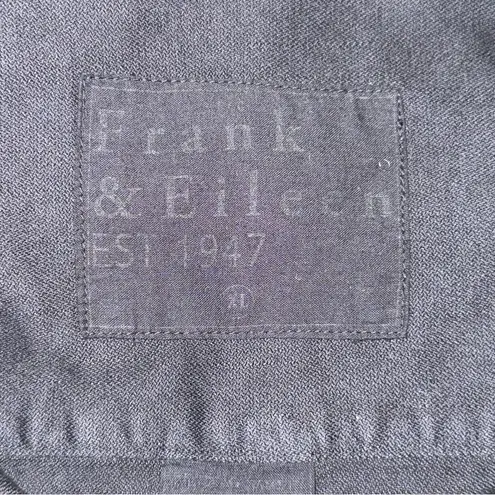 Frank
& Eileen
EST 1947
XL